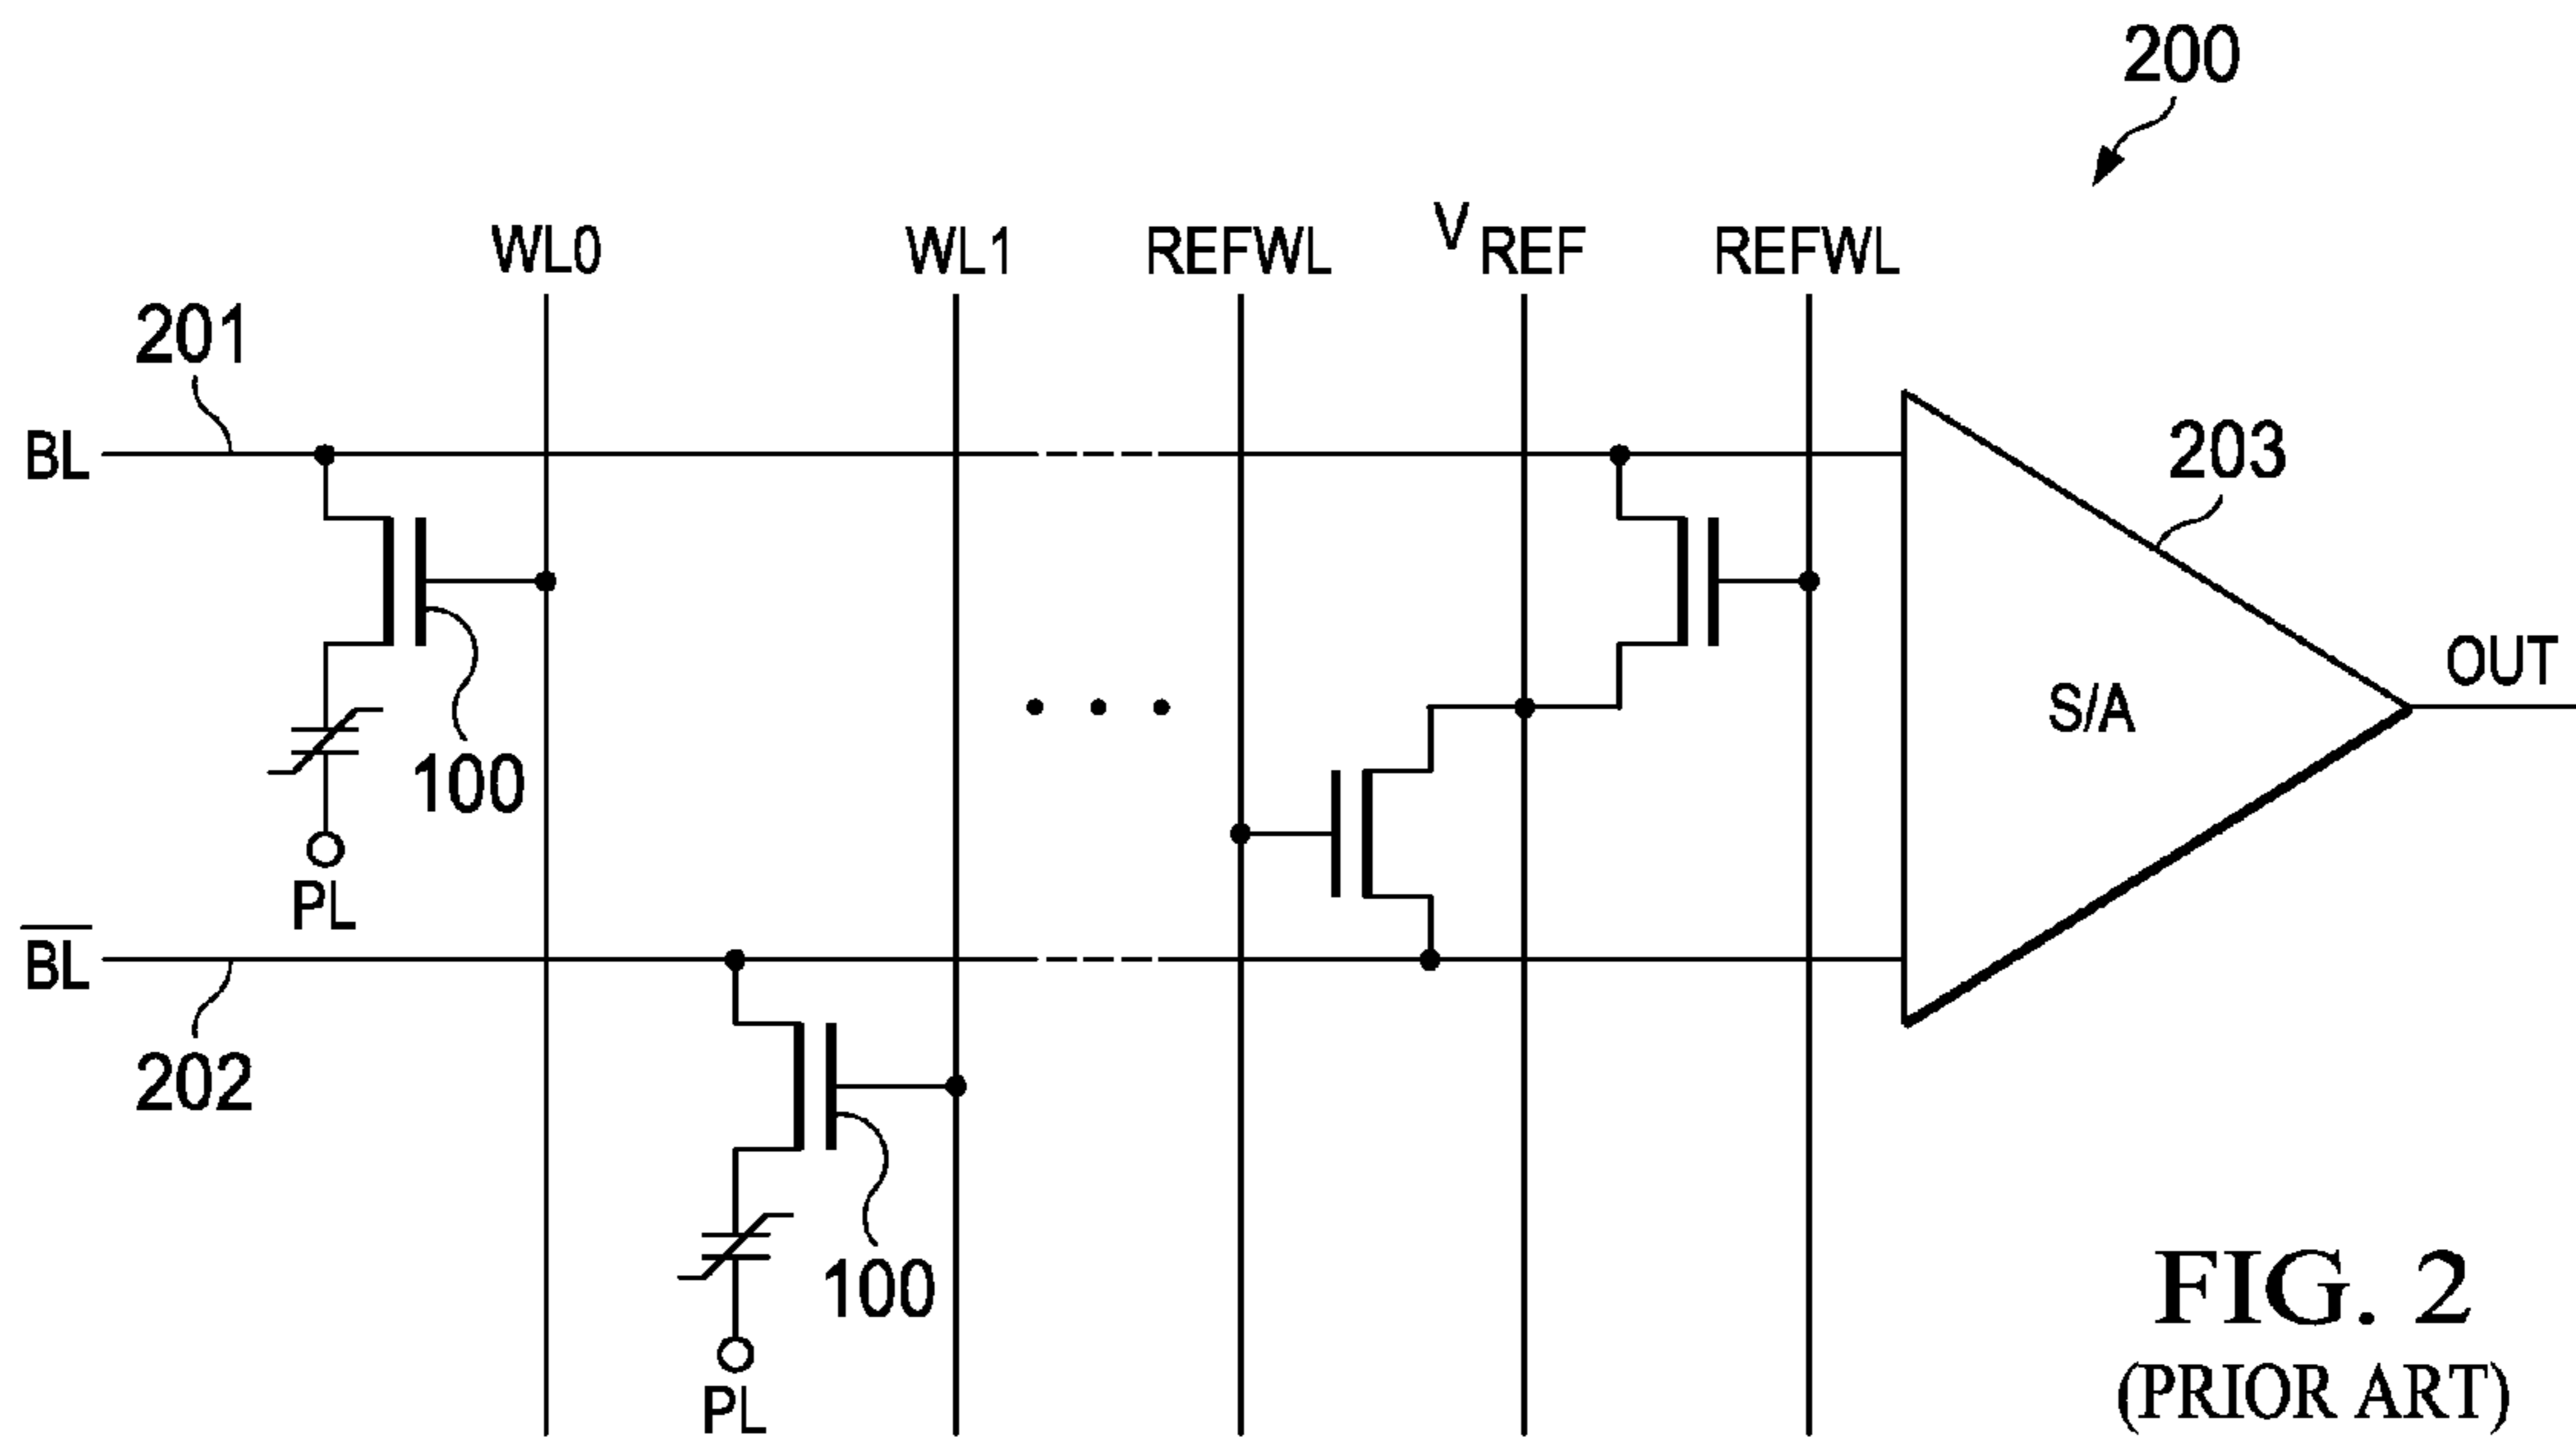 200
WL0
WL1
REFWL
VREF
REFWL
201
BL
203
100
PL
S/A
OUT
B̅L̅
202
100
PL
FIG. 2
(PRIOR ART)